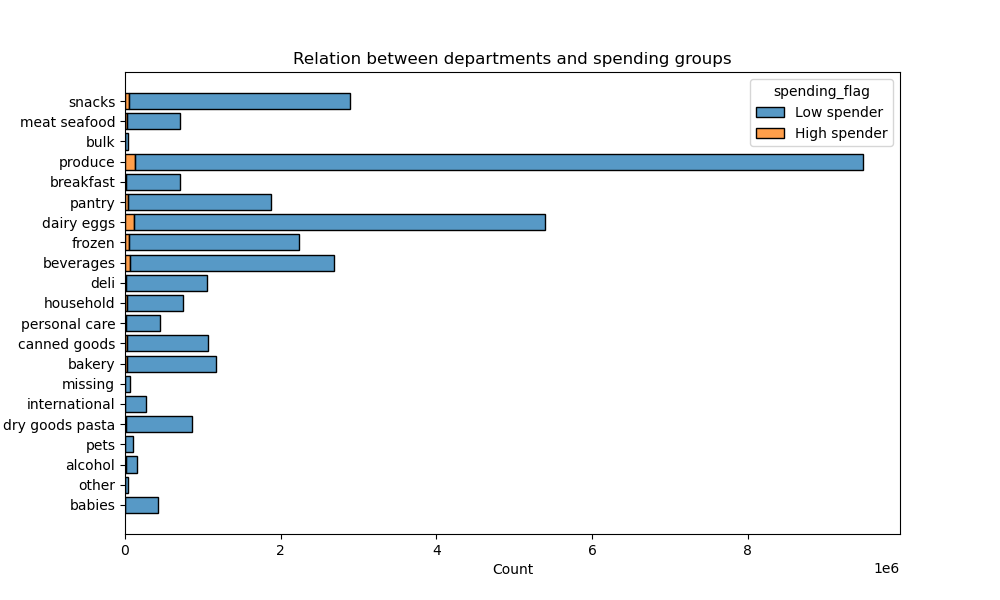 Relation between departments and spending groups
spending_flag
Low spender
High spender
snacks
meat seafood
bulk
produce
breakfast
pantry
dairy eggs
frozen
beverages
deli
household
personal care
canned goods
bakery
missing
international
dry goods pasta
pets
alcohol
other
babies
0 2 4 6 8
1e6
Count